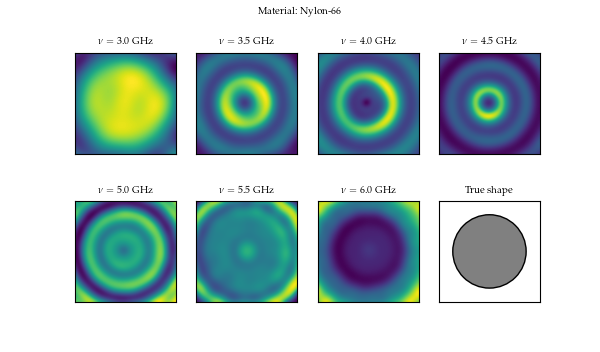 Material: Nylon-66
ν = 3.0 GHz
ν = 3.5 GHz
ν = 4.0 GHz
ν = 4.5 GHz
ν = 5.0 GHz
ν = 5.5 GHz
ν = 6.0 GHz
True shape